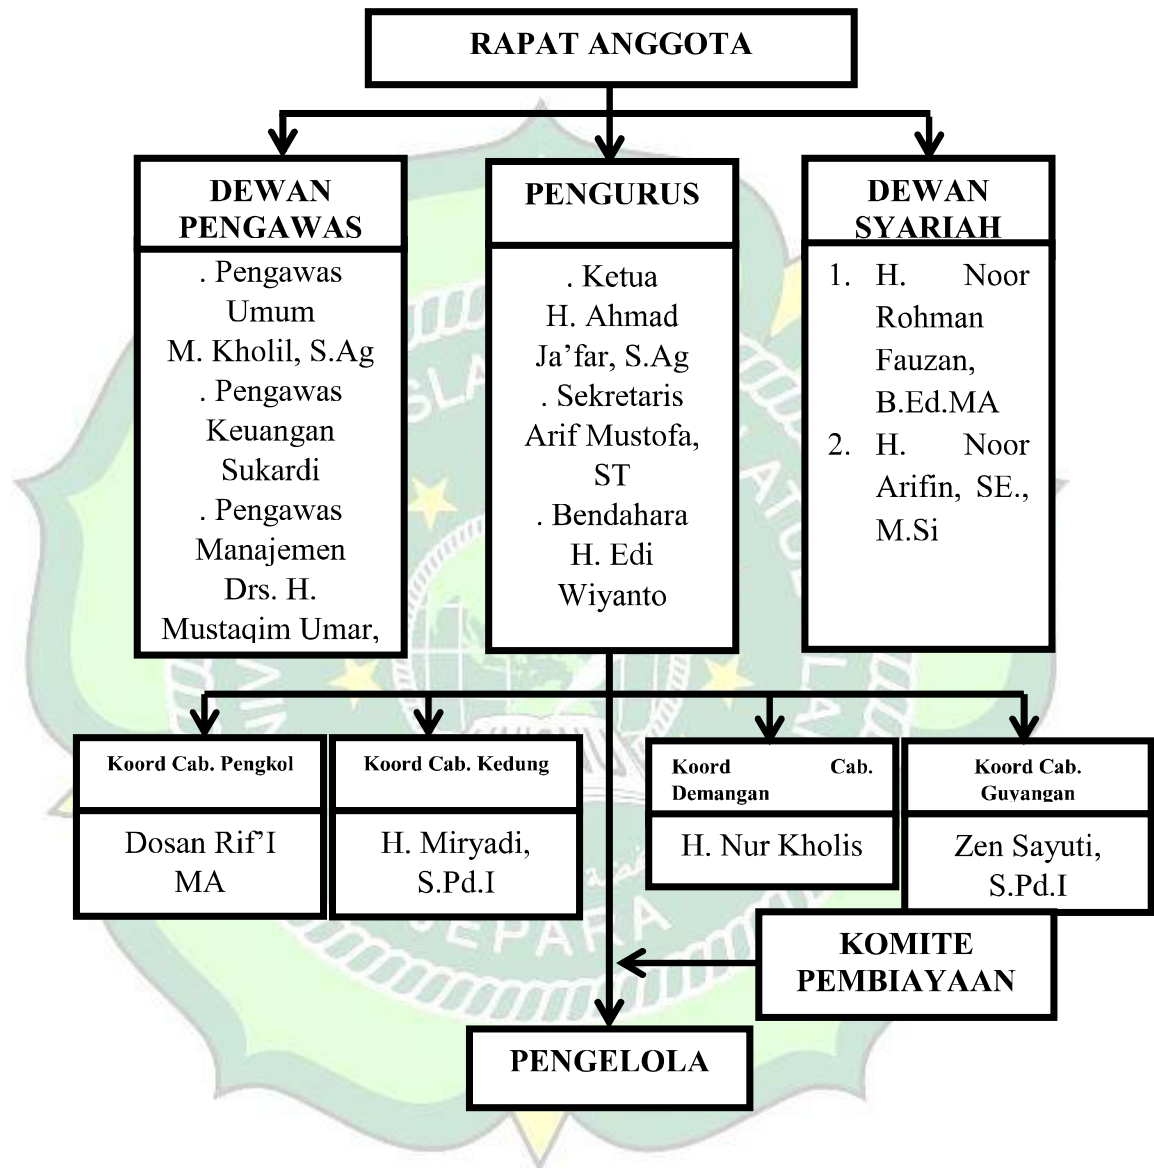 RAPAT ANGGOTA
DEWAN
PENGAWAS
. Pengawas
Umum
M. Kholil, S.Ag
. Pengawas
Keuangan
Sukardi
. Pengawas
Manajemen
Drs. H.
Mustaqim Umar,
PENGURUS
. Ketua
H. Ahmad
Ja’far, S.Ag
. Sekretaris
Arif Mustofa,
ST
. Bendahara
H. Edi
Wiyanto
DEWAN
SYARIAH
1. H. Noor
Rohman
Fauzan,
B.Ed.MA
2. H. Noor
Arifin, SE.,
M.Si
Koord Cab. Pengkol
Dosan Rif’I
MA
Koord Cab. Kedung
H. Miryadi,
S.Pd.I
Koord Cab.
Demangan
H. Nur Kholis
Koord Cab.
Guyangan
Zen Sayuti,
S.Pd.I
KOMITE
PEMBIAYAAN
PENGELOLA
JEPARA